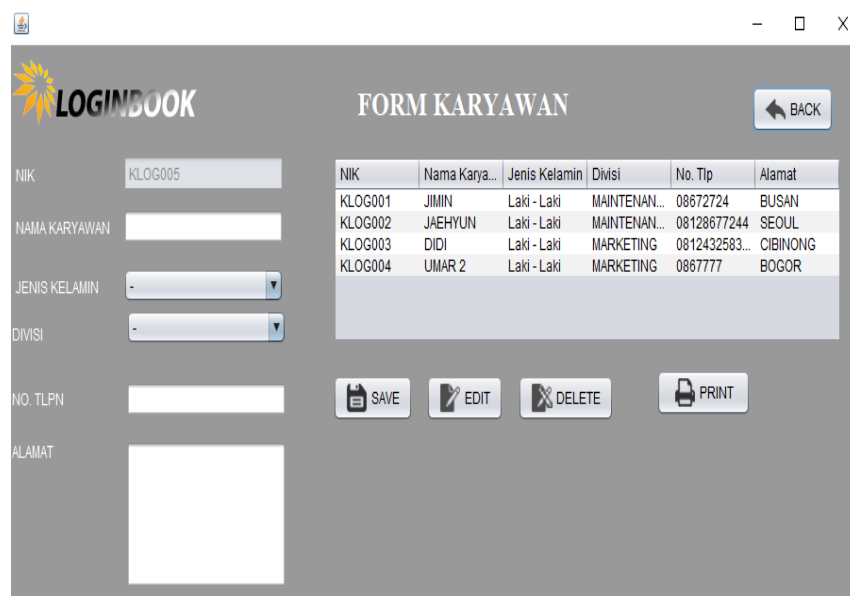 LOGINBOOK
FORM KARYAWAN
BACK
NIK KLOG005
NAMA KARYAWAN
JENIS KELAMIN -
DIVISI -
NO. TLPN
ALAMAT
NIK Nama Karya... Jenis Kelamin Divisi No. Tlp Alamat
KLOG001 JIMIN Laki - Laki MAINTENAN... 08672724 BUSAN
KLOG002 JAEHYUN Laki - Laki MAINTENAN... 08128677244 SEOUL
KLOG003 DIDI Laki - Laki MARKETING 0812432583... CIBINONG
KLOG004 UMAR 2 Laki - Laki MARKETING 0867777 BOGOR
SAVE EDIT DELETE PRINT